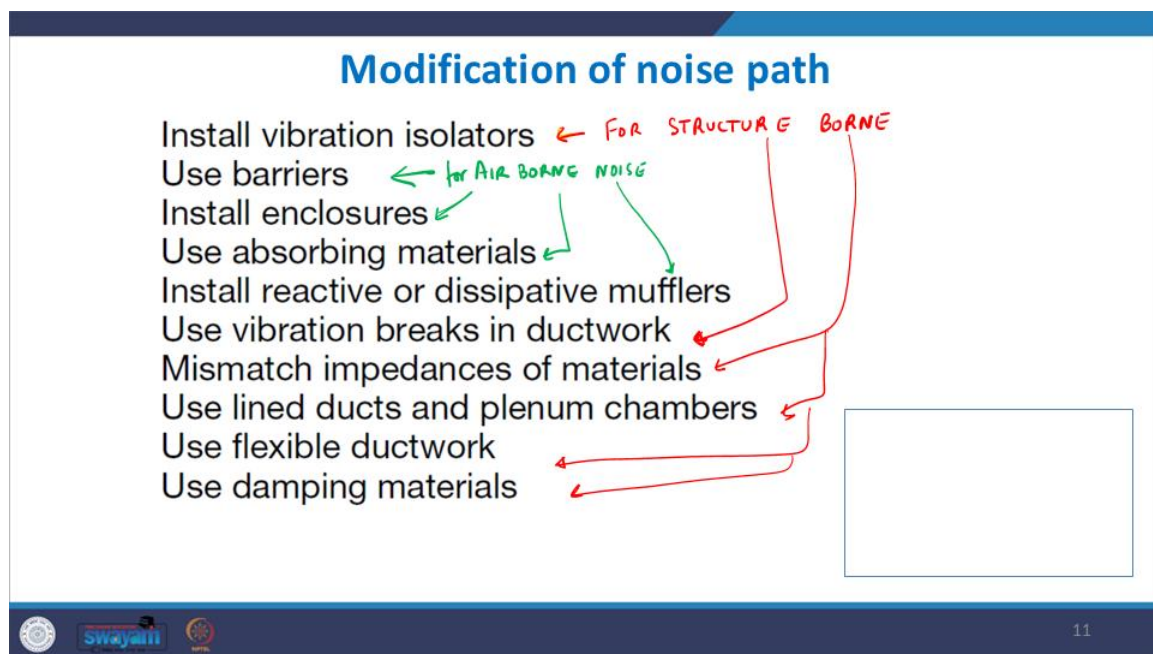 Modification of noise path
Install vibration isolators ← FOR STRUCTURE BORNE
Use barriers ← for AIR BORNE NOISE
Install enclosures
Use absorbing materials
Install reactive or dissipative mufflers
Use vibration breaks in ductwork
Mismatch impedances of materials
Use lined ducts and plenum chambers
Use flexible ductwork
Use damping materials
swayam
11